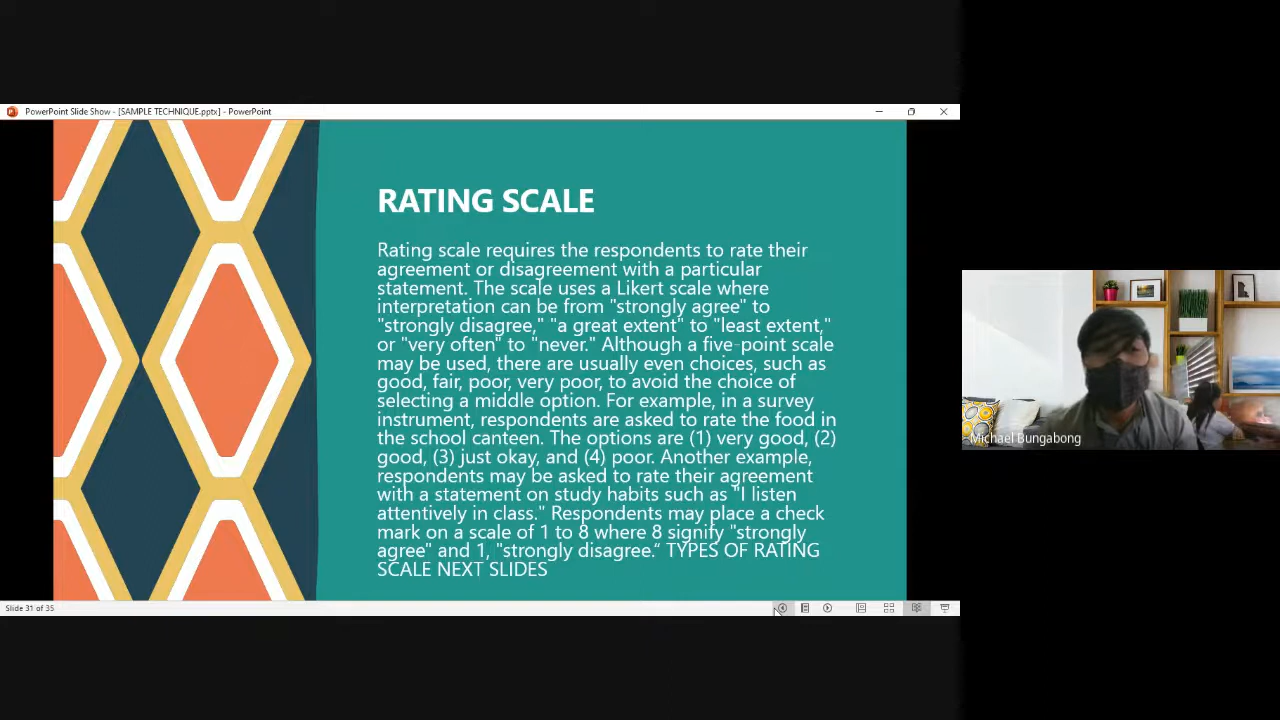 PowerPoint Slide Show - [SAMPLE TECHNIQUE.pptx] - PowerPoint
RATING SCALE
Rating scale requires the respondents to rate their
agreement or disagreement with a particular
statement. The scale uses a Likert scale where
interpretation can be from "strongly agree" to
"strongly disagree," "a great extent" to "least extent,"
or "very often" to "never." Although a five-point scale
may be used, there are usually even choices, such as
good, fair, poor, very poor, to avoid the choice of
selecting a middle option. For example, in a survey
instrument, respondents are asked to rate the food in
the school canteen. The options are (1) very good, (2)
good, (3) just okay, and (4) poor. Another example,
respondents may be asked to rate their agreement
with a statement on study habits such as "I listen
attentively in class." Respondents may place a check
mark on a scale of 1 to 8 where 8 signify "strongly
agree" and 1, "strongly disagree.“ TYPES OF RATING
SCALE NEXT SLIDES
Michael Bungabong
Slide 31 of 35